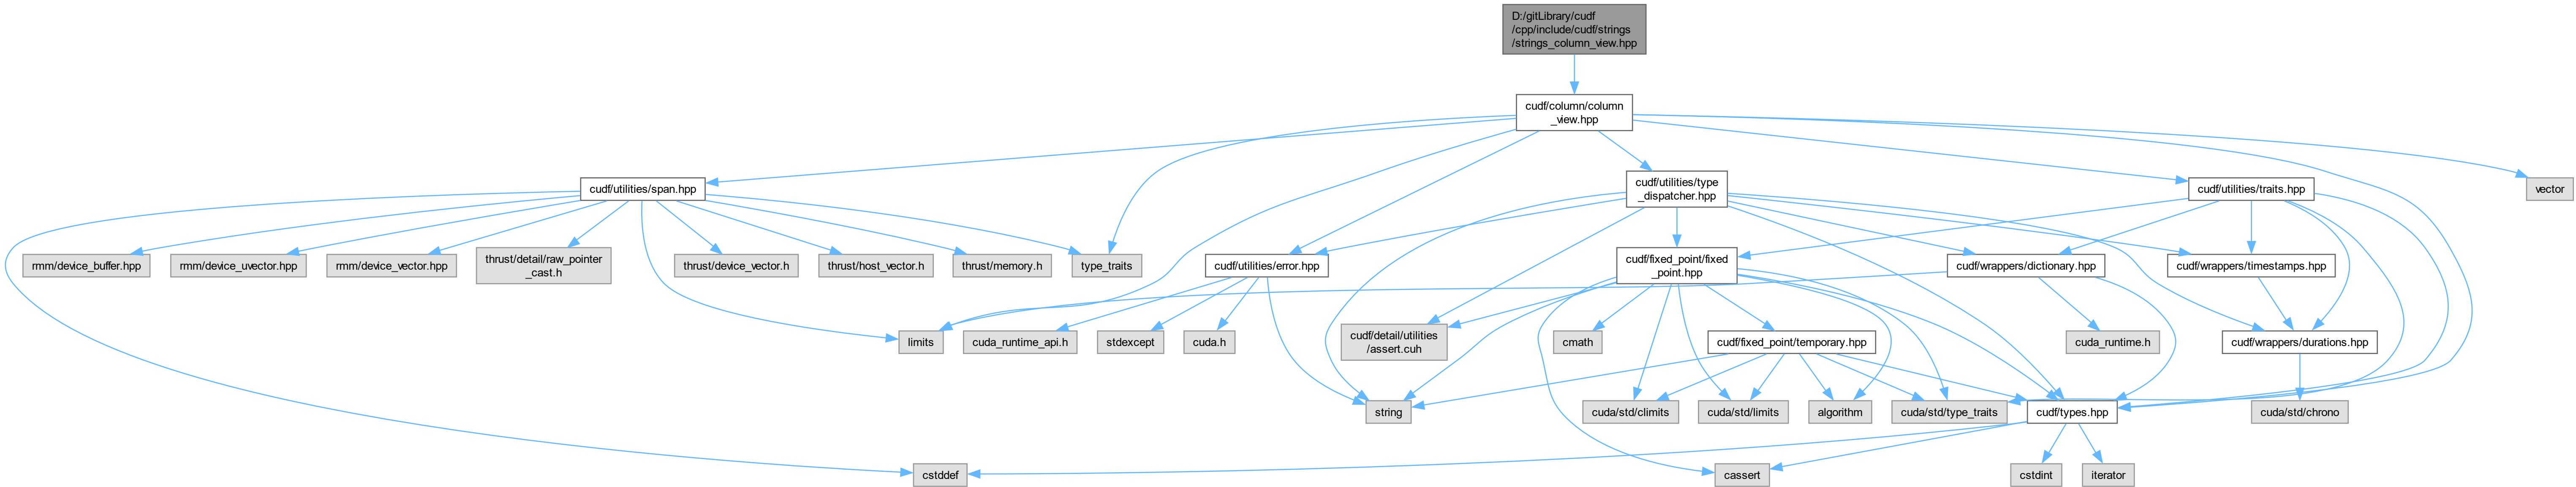 D:/gitLibrary/cudf
/cpp/include/cudf/strings
/strings_column_view.hpp
cudf/column/column
_view.hpp
cudf/utilities/span.hpp
cudf/utilities/type
_dispatcher.hpp
cudf/utilities/traits.hpp
vector
rmm/device_buffer.hpp
rmm/device_uvector.hpp
rmm/device_vector.hpp
thrust/detail/raw_pointer
_cast.h
thrust/device_vector.h
thrust/host_vector.h
thrust/memory.h
type_traits
cudf/utilities/error.hpp
cudf/fixed_point/fixed
_point.hpp
cudf/wrappers/dictionary.hpp
cudf/wrappers/timestamps.hpp
limits
cuda_runtime_api.h
stdexcept
cuda.h
cudf/detail/utilities
/assert.cuh
cmath
cudf/fixed_point/temporary.hpp
cuda_runtime.h
cudf/wrappers/durations.hpp
string
cuda/std/climits
cuda/std/limits
algorithm
cuda/std/type_traits
cudf/types.hpp
cuda/std/chrono
cstddef
cassert
cstdint
iterator